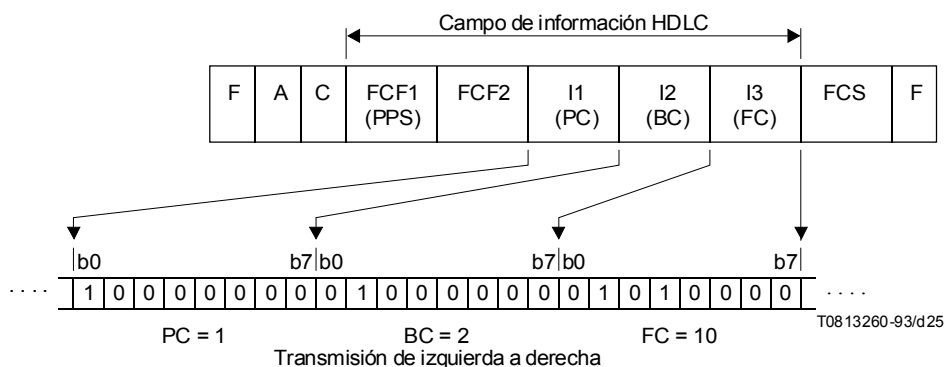 Campo de información HDLC
F A C FCF1 (PPS) FCF2 I1 (PC) I2 (BC) I3 (FC) FCS F
b0 b7 b0 b7 b0 b7
. . . . 1 0 0 0 0 0 0 0 0 1 0 0 0 0 0 0 0 1 0 1 0 0 0 0 . . . .
T0813260-93/d25
PC = 1 BC = 2 FC = 10
Transmisión de izquierda a derecha